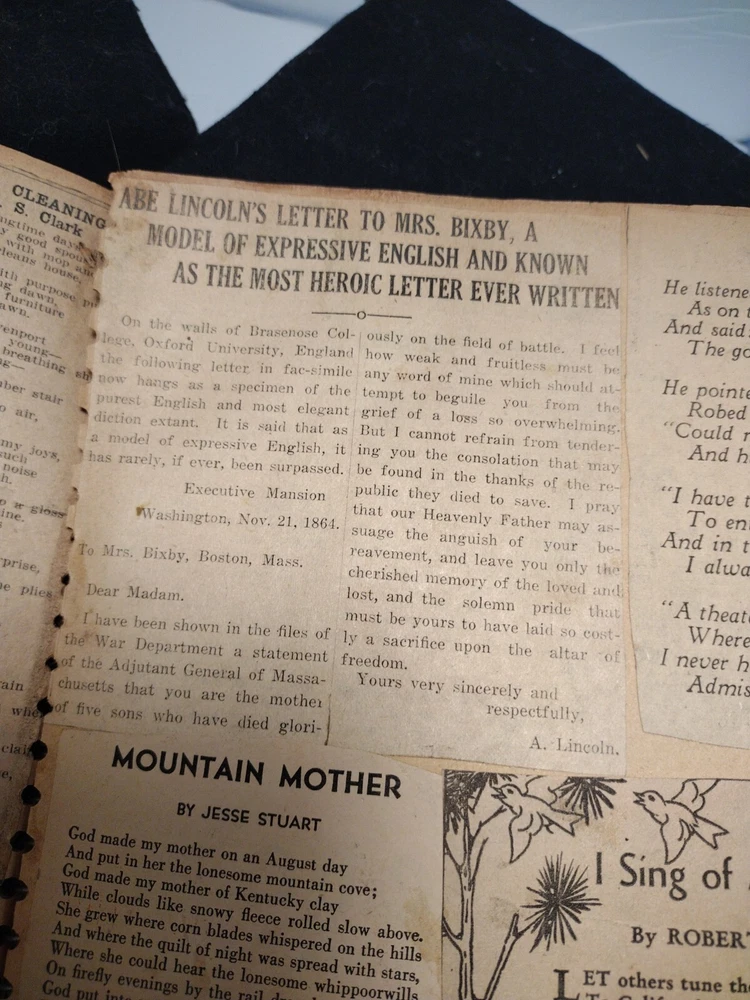 CLEANING
S. Clark
ABE LINCOLN'S LETTER TO MRS. BIXBY, A
MODEL OF EXPRESSIVE ENGLISH AND KNOWN
AS THE MOST HEROIC LETTER EVER WRITTEN
On the walls of Brasenose Col-
lege, Oxford University, England
the following letter in fac-simile
now hangs as a specimen of the
purest English and most elegant
diction extant. It is said that as
a model of expressive English, it
has rarely, if ever, been surpassed.
Executive Mansion
Washington, Nov. 21, 1864.
To Mrs. Bixby, Boston, Mass.
Dear Madam.
I have been shown in the files of
the War Department a statement
of the Adjutant General of Massa-
chusetts that you are the mother
of five sons who have died glori-
ously on the field of battle. I feel
how weak and fruitless must be
any word of mine which should at-
tempt to beguile you from the
grief of a loss so overwhelming.
But I cannot refrain from tender-
ing you the consolation that may
be found in the thanks of the re-
public they died to save. I pray
that our Heavenly Father may as-
suage the anguish of your be-
reavement, and leave you only the
cherished memory of the loved and
lost, and the solemn pride that
must be yours to have laid so cost-
ly a sacrifice upon the altar of
freedom.
Yours very sincerely and
respectfully,
A. Lincoln.
He listene
As on t
And said:
The go
He pointe
Robed
"Could n
And h
"I have t
To en
And in t
I alwa
"A theat
Where
I never h
Admis
MOUNTAIN MOTHER
BY JESSE STUART
God made my mother on an August day
And put in her the lonesome mountain cove;
God made my mother of Kentucky clay
While clouds like snowy fleece rolled slow above.
She grew where corn blades whispered on the hills
And where the quilt of night was spread with stars,
Where she could hear the lonesome whippoorwills
On firefly evenings by the rail
God put
I Sing of
By ROBERT
LET others tune th